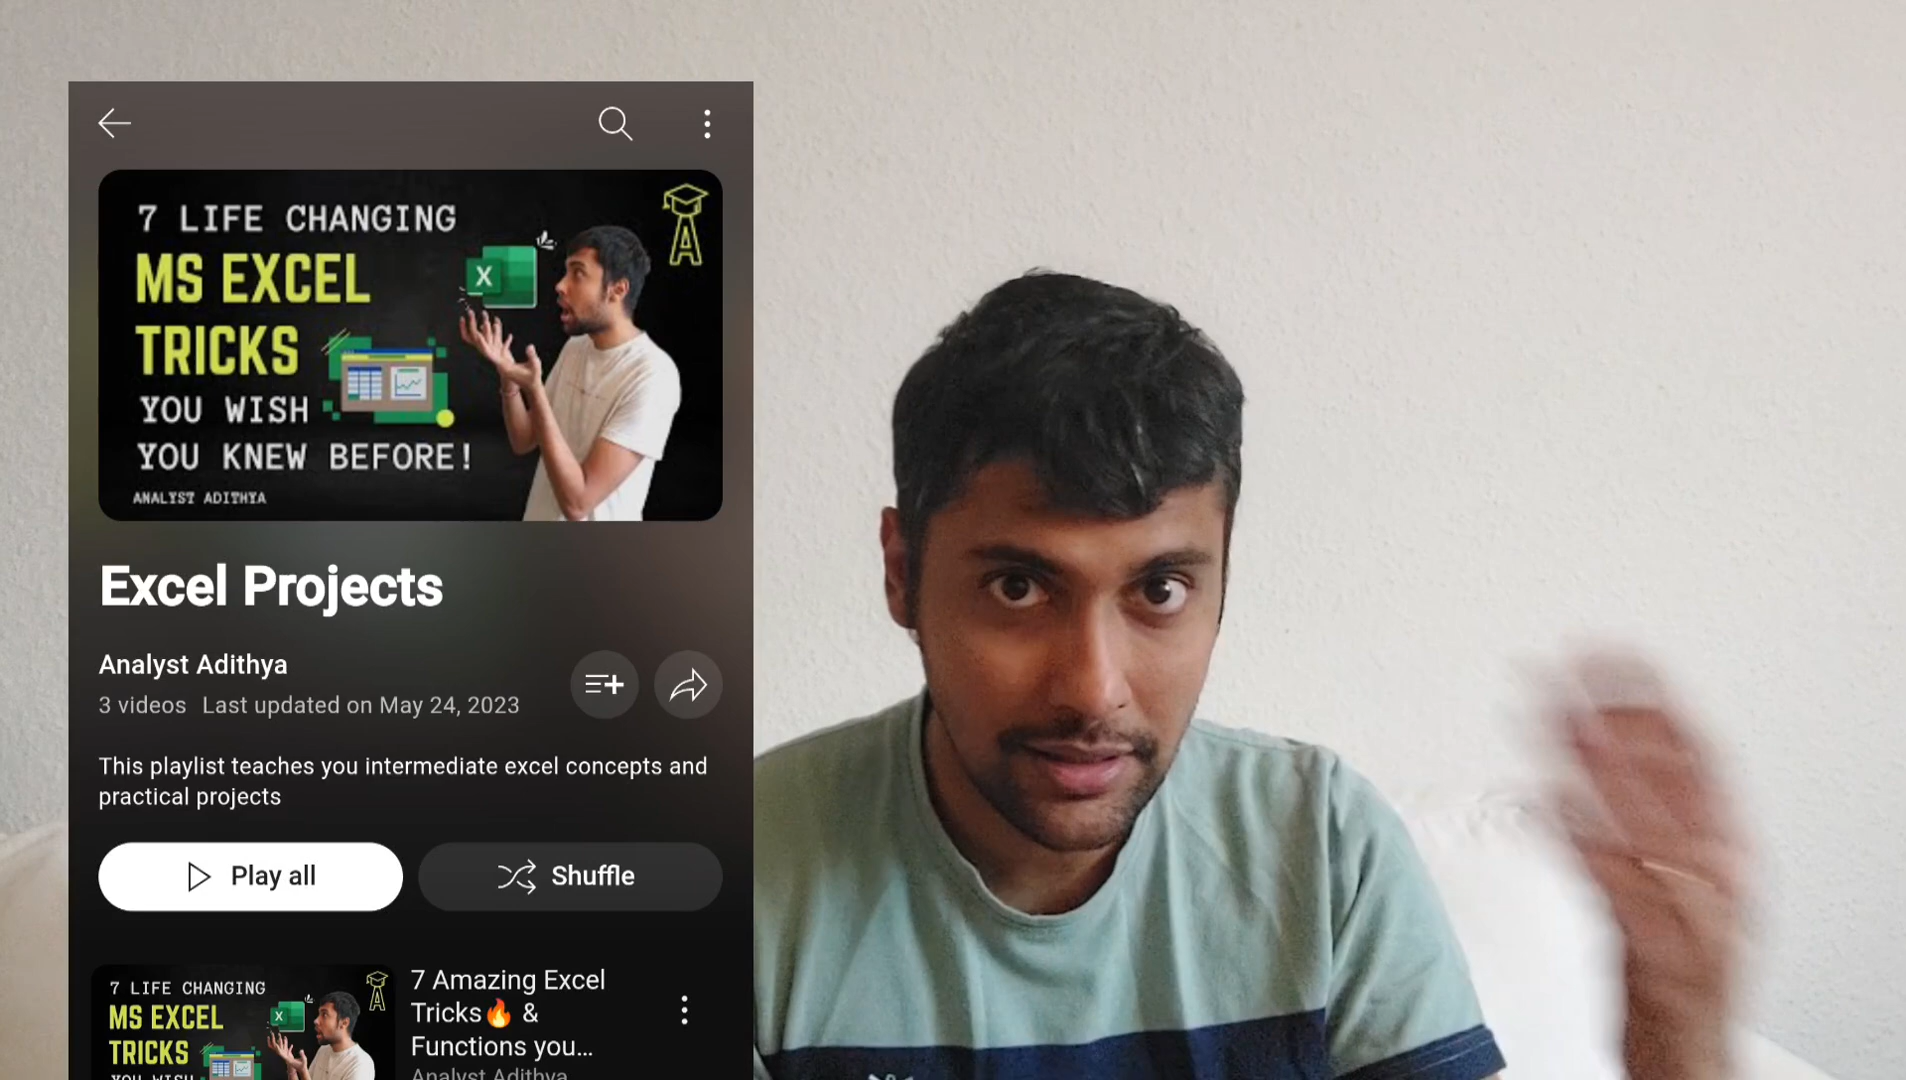 7 LIFE CHANGING
MS EXCEL
TRICKS
YOU WISH
YOU KNEW BEFORE!
ANALYST ADITHYA
Excel Projects
Analyst Adithya
3 videos Last updated on May 24, 2023
This playlist teaches you intermediate excel concepts and
practical projects
Play all
Shuffle
7 LIFE CHANGING
MS EXCEL
TRICKS
YOU WISH
7 Amazing Excel
Tricks🔥 &
Functions you...
Analyst Adithya